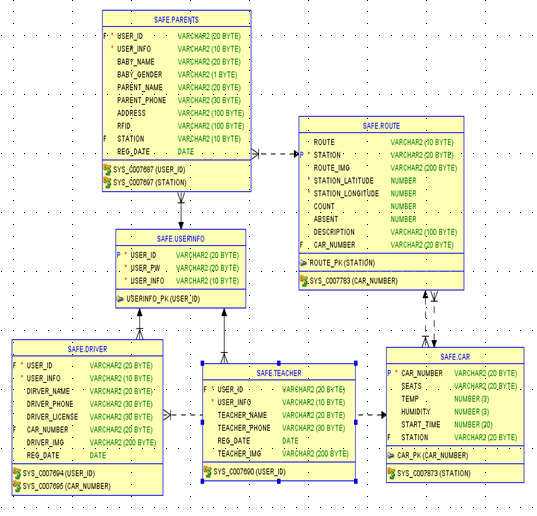 SAFE.PARENTS
F * USER_ID VARCHAR2 (20 BYTE)
* USER_INFO VARCHAR2 (10 BYTE)
BABY_NAME VARCHAR2 (20 BYTE)
BABY_GENDER VARCHAR2 (1 BYTE)
PARENT_NAME VARCHAR2 (20 BYTE)
PARENT_PHONE VARCHAR2 (30 BYTE)
ADDRESS VARCHAR2 (100 BYTE)
RFID VARCHAR2 (100 BYTE)
F STATION VARCHAR2 (10 BYTE)
REG_DATE DATE
SYS_C007687 (USER_ID)
SYS_C007697 (STATION)
SAFE.ROUTE
ROUTE VARCHAR2 (10 BYTE)
P * STATION VARCHAR2 (20 BYTE)
ROUTE_IMG VARCHAR2 (200 BYTE)
* STATION_LATITUDE NUMBER
* STATION_LONGITUDE NUMBER
COUNT NUMBER
ABSENT NUMBER
DESCRIPTION VARCHAR2 (100 BYTE)
F CAR_NUMBER VARCHAR2 (20 BYTE)
ROUTE_PK (STATION)
SYS_C007783 (CAR_NUMBER)
SAFE.USERINFO
P * USER_ID VARCHAR2 (20 BYTE)
* USER_PW VARCHAR2 (20 BYTE)
* USER_INFO VARCHAR2 (10 BYTE)
USERINFO_PK (USER_ID)
SAFE.DRIVER
F * USER_ID VARCHAR2 (20 BYTE)
* USER_INFO VARCHAR2 (10 BYTE)
DIRVER_NAME VARCHAR2 (20 BYTE)
DRIVER_PHONE VARCHAR2 (30 BYTE)
DRIVER_LICENSE VARCHAR2 (30 BYTE)
F CAR_NUMBER VARCHAR2 (20 BYTE)
DRIVER_IMG VARCHAR2 (200 BYTE)
REG_DATE DATE
SYS_C007694 (USER_ID)
SYS_C007695 (CAR_NUMBER)
SAFE.TEACHER
F * USER_ID VARCHAR2 (20 BYTE)
* USER_INFO VARCHAR2 (10 BYTE)
TEACHER_NAME VARCHAR2 (20 BYTE)
TEACHER_PHONE VARCHAR2 (30 BYTE)
REG_DATE DATE
TEACHER_IMG VARCHAR2 (200 BYTE)
SYS_C007690 (USER_ID)
SAFE.CAR
P * CAR_NUMBER VARCHAR2 (20 BYTE)
SEATS VARCHAR2 (20 BYTE)
TEMP NUMBER (3)
HUMIDITY NUMBER (3)
START_TIME NUMBER (20)
F STATION VARCHAR2 (20 BYTE)
CAR_PK (CAR_NUMBER)
SYS_C007873 (STATION)